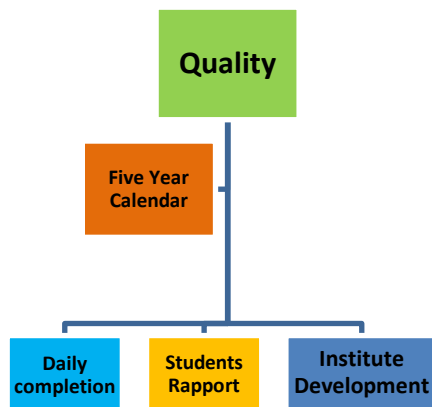 Quality
Five Year
Calendar
Daily
completion
Students
Rapport
Institute
Development